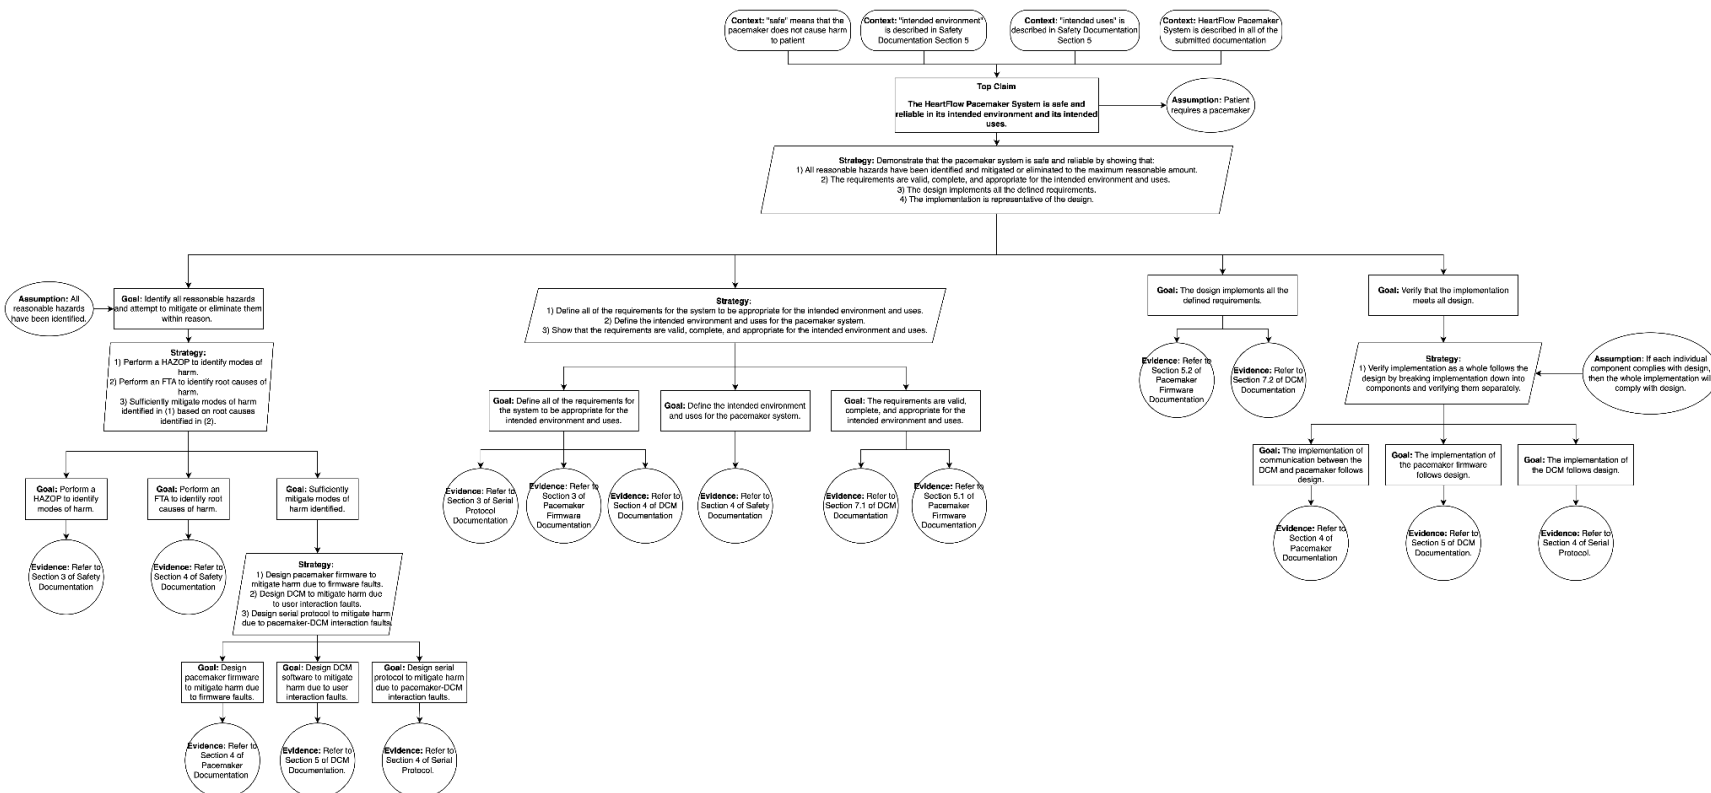 Context: "safe" means that the
pacemaker does not cause harm
to patient
Context: "intended environment"
is described in Safety
Documentation Section 5
Context: "intended uses" is
described in Safety Documentation
Section 5
Context: HeartFlow Pacemaker
System is described in all of the
submitted documentation
Top Claim
The HeartFlow Pacemaker System is safe and
reliable in its intended environment and its intended
uses.
Assumption: Patient
requires a pacemaker
Strategy: Demonstrate that the pacemaker system is safe and reliable by showing that:
1) All reasonable hazards have been identified and mitigated or eliminated to the maximum reasonable amount.
2) The requirements are valid, complete, and appropriate for the intended environment and uses.
3) The design implements all the defined requirements.
4) The implementation is representative of the design.
Assumption: All
reasonable hazards
have been identified.
Goal: Identify all reasonable hazards
and attempt to mitigate or eliminate them
within reason.
Strategy:
1) Define all of the requirements for the system to be appropriate for the intended environment and uses.
2) Define the intended environment and uses for the pacemaker system.
3) Show that the requirements are valid, complete, and appropriate for the intended environment and uses.
Goal: The design implements all the
defined requirements.
Goal: Verify that the implementation
meets all design.
Strategy:
1) Perform a HAZOP to identify modes of
harm.
2) Perform an FTA to identify root causes of
harm.
3) Sufficiently mitigate modes of harm
identified in (1) based on root causes
identified in (2).
Evidence: Refer to
Section 5.2 of
Pacemaker
Firmware
Documentation
Evidence: Refer to
Section 7.2 of DCM
Documentation
Strategy:
1) Verify implementation as a whole follows the
design by breaking implementation down into
components and verifying them separately.
Assumption: If each individual
component complies with design,
then the whole implementation will
comply with design.
Goal: Define all of the requirements for
the system to be appropriate for the
intended environment and uses.
Goal: Define the intended environment
and uses for the pacemaker system.
Goal: The requirements are valid,
complete, and appropriate for the
intended environment and uses.
Goal: The implementation of
communication between the
DCM and pacemaker follows
design.
Goal: The implementation of
the pacemaker firmware
follows design.
Goal: The implementation of
the DCM follows design.
Goal: Perform a
HAZOP to identify
modes of harm.
Goal: Perform an
FTA to identify root
causes of harm.
Goal: Sufficiently
mitigate modes of
harm identified.
Evidence: Refer to
Section 3 of Serial
Protocol
Documentation
Evidence: Refer to
Section 3 of
Pacemaker
Firmware
Documentation
Evidence: Refer to
Section 4 of DCM
Documentation
Evidence: Refer to
Section 4 of Safety
Documentation
Evidence: Refer to
Section 7.1 of DCM
Documentation
Evidence: Refer to
Section 5.1 of
Pacemaker
Firmware
Documentation
Evidence: Refer to
Section 4 of
Pacemaker
Documentation
Evidence: Refer to
Section 5 of DCM
Documentation.
Evidence: Refer to
Section 4 of Serial
Protocol.
Evidence: Refer to
Section 3 of Safety
Documentation
Evidence: Refer to
Section 4 of Safety
Documentation
Strategy:
1) Design pacemaker firmware to
mitigate harm due to firmware faults.
2) Design DCM to mitigate harm due
to user interaction faults.
3) Design serial protocol to mitigate harm
due to pacemaker-DCM interaction faults
Goal: Design
pacemaker firmware
to mitigate harm due
to firmware faults.
Goal: Design DCM
software to mitigate
harm due to user
interaction faults.
Goal: Design serial
protocol to mitigate harm
due to pacemaker-DCM
interaction faults.
Evidence: Refer to
Section 4 of
Pacemaker
Documentation
Evidence: Refer to
Section 5 of DCM
Documentation.
Evidence: Refer to
Section 4 of Serial
Protocol.